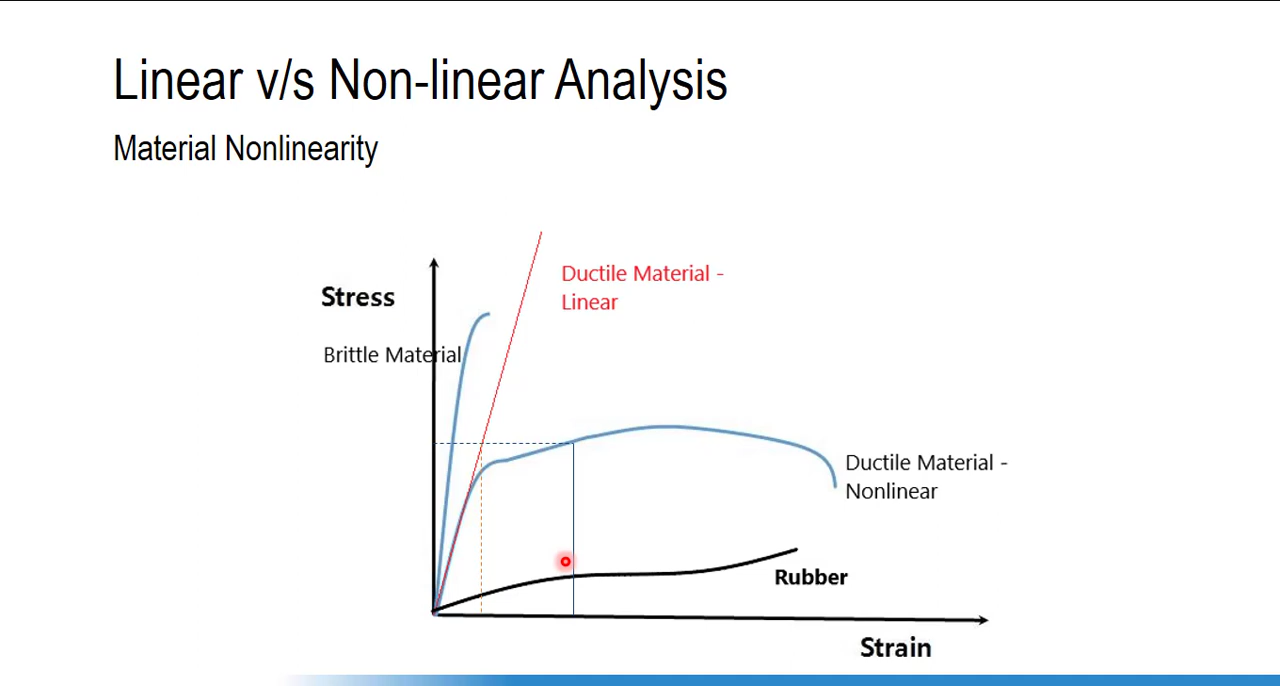 Linear v/s Non-linear Analysis
Material Nonlinearity
Ductile Material -
Linear
Stress
Brittle Material
Ductile Material -
Nonlinear
Rubber
Strain